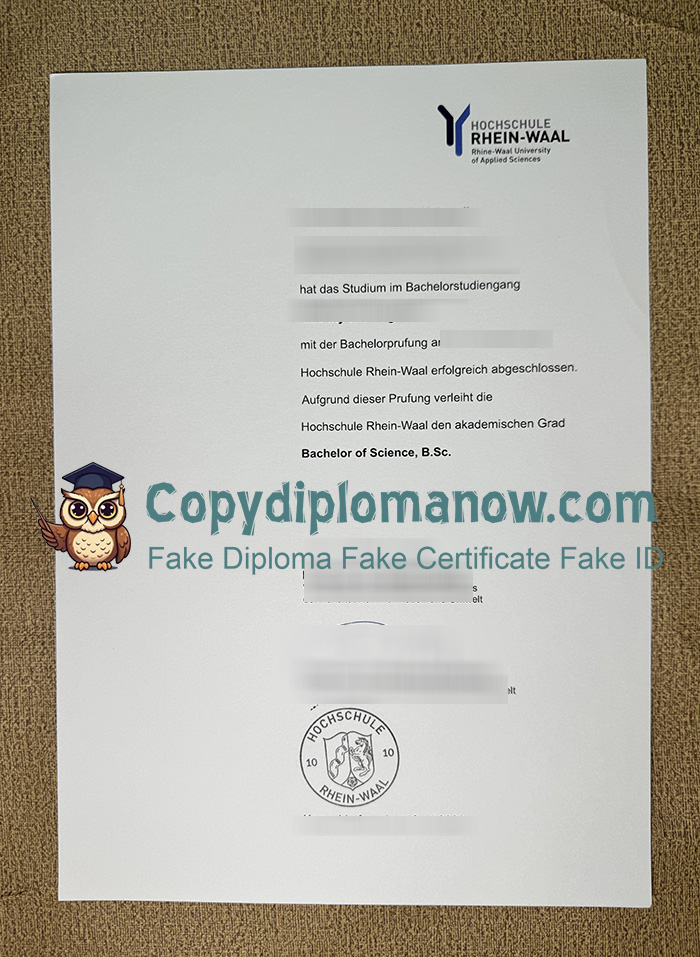 HOCHSCHULE
RHEIN-WAAL
Rhine-Waal University
of Applied Sciences
hat das Studium im Bachelorstudiengang
mit der Bachelorprufung an
Hochschule Rhein-Waal erfolgreich abgeschlossen.
Aufgrund dieser Prufung verleiht die
Hochschule Rhein-Waal den akademischen Grad
Bachelor of Science, B.Sc.
Copydiplomanow.com
Fake Diploma Fake Certificate Fake ID
HOCHSCHULE
10 10
RHEIN-WAAL